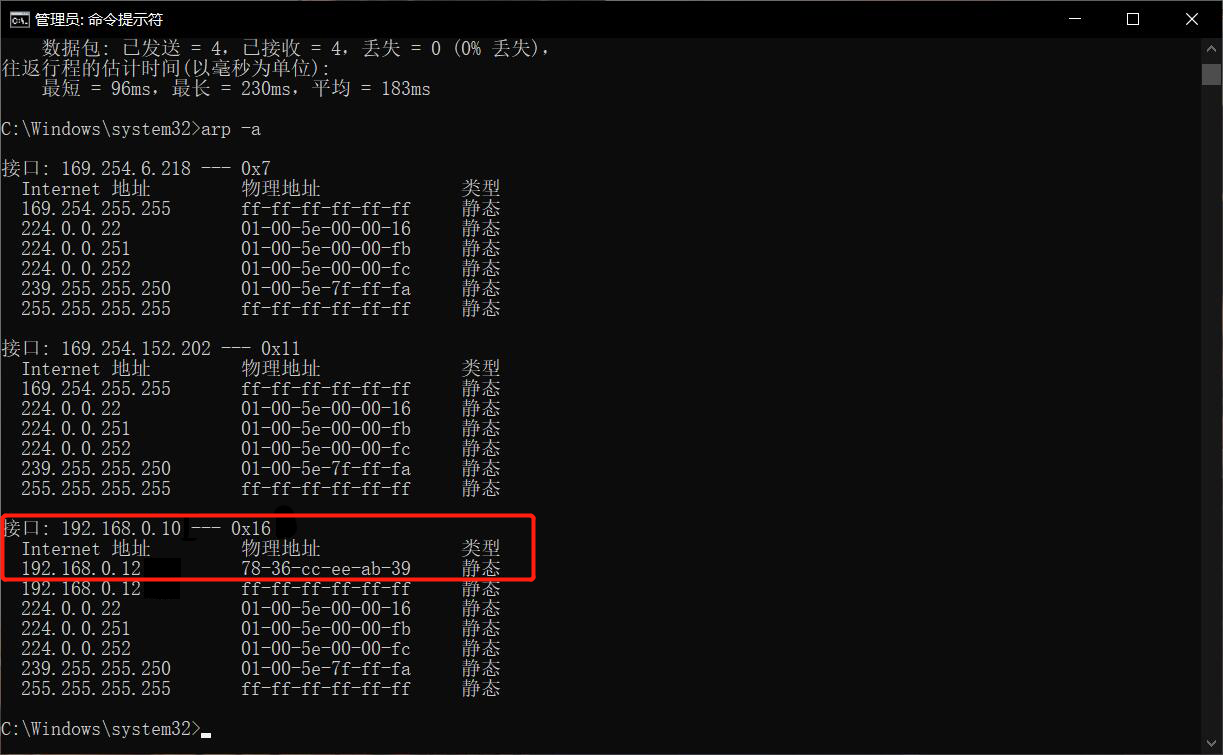 管理员: 命令提示符
数据包: 已发送 = 4，已接收 = 4，丢失 = 0 (0% 丢失)，
往返行程的估计时间(以毫秒为单位):
最短 = 96ms，最长 = 230ms，平均 = 183ms
C:\Windows\system32>arp -a
接口: 169.254.6.218 --- 0x7
Internet 地址 物理地址 类型
169.254.255.255 ff-ff-ff-ff-ff-ff 静态
224.0.0.22 01-00-5e-00-00-16 静态
224.0.0.251 01-00-5e-00-00-fb 静态
224.0.0.252 01-00-5e-00-00-fc 静态
239.255.255.250 01-00-5e-7f-ff-fa 静态
255.255.255.255 ff-ff-ff-ff-ff-ff 静态
接口: 169.254.152.202 --- 0x11
Internet 地址 物理地址 类型
169.254.255.255 ff-ff-ff-ff-ff-ff 静态
224.0.0.22 01-00-5e-00-00-16 静态
224.0.0.251 01-00-5e-00-00-fb 静态
224.0.0.252 01-00-5e-00-00-fc 静态
239.255.255.250 01-00-5e-7f-ff-fa 静态
255.255.255.255 ff-ff-ff-ff-ff-ff 静态
接口: 192.168.0.10 --- 0x16
Internet 地址 物理地址 类型
192.168.0.12 78-36-cc-ee-ab-39 静态
192.168.0.12 ff-ff-ff-ff-ff-ff 静态
224.0.0.22 01-00-5e-00-00-16 静态
224.0.0.251 01-00-5e-00-00-fb 静态
224.0.0.252 01-00-5e-00-00-fc 静态
239.255.255.250 01-00-5e-7f-ff-fa 静态
255.255.255.255 ff-ff-ff-ff-ff-ff 静态
C:\Windows\system32>